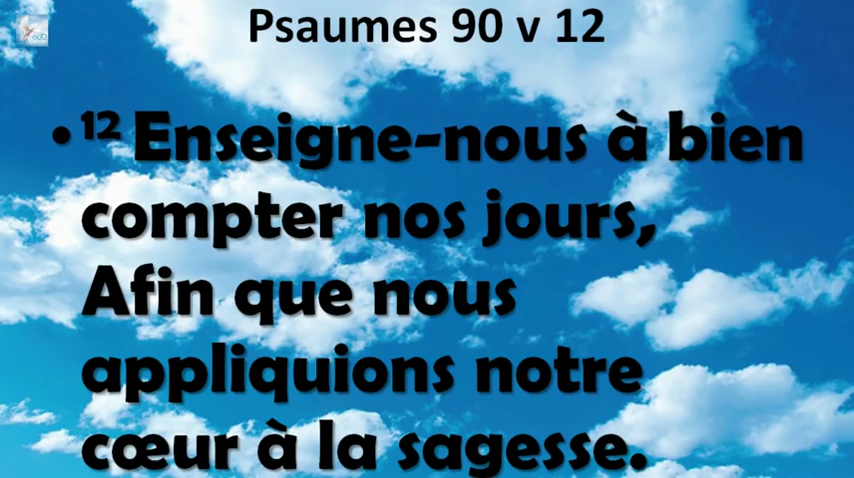 Psaumes 90 v 12
•¹² Enseigne-nous à bien
compter nos jours,
Afin que nous
appliquions notre
cœur à la sagesse.